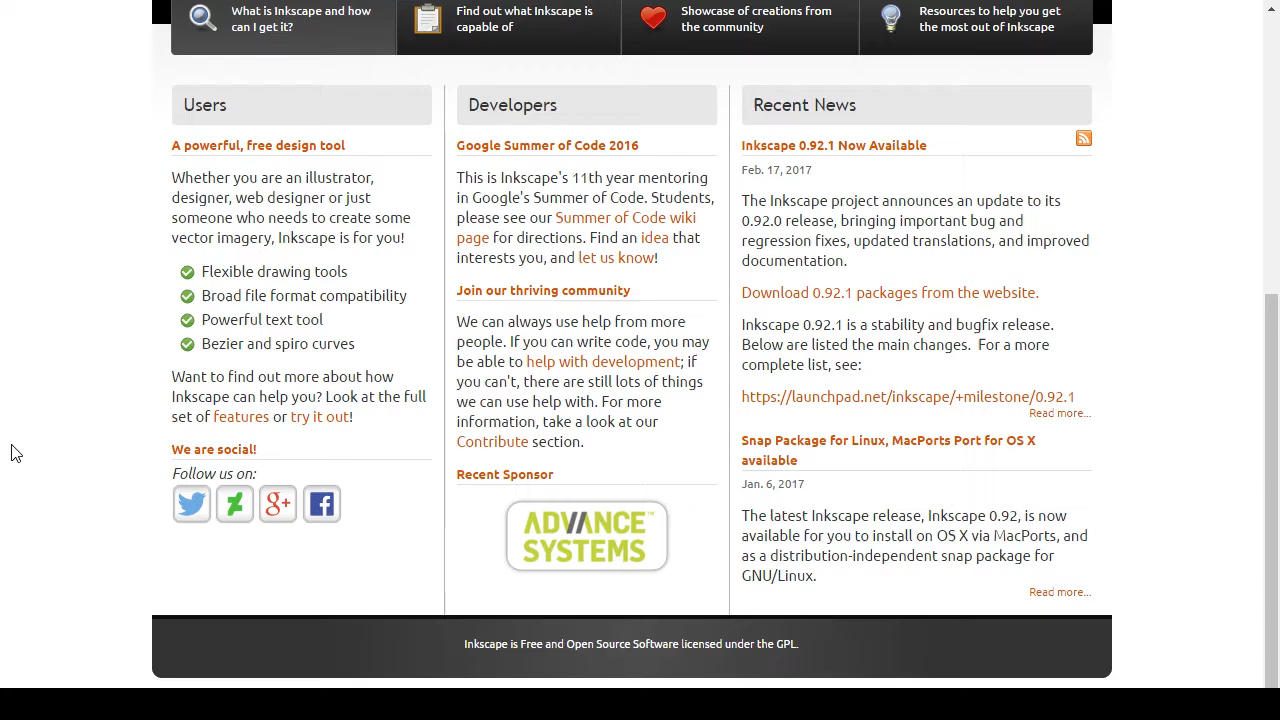 What is Inkscape and how
can I get it?
Find out what Inkscape is
capable of
Showcase of creations from
the community
Resources to help you get
the most out of Inkscape
Users
A powerful, free design tool
Whether you are an illustrator,
designer, web designer or just
someone who needs to create some
vector imagery, Inkscape is for you!
Flexible drawing tools
Broad file format compatibility
Powerful text tool
Bezier and spiro curves
Want to find out more about how
Inkscape can help you? Look at the full
set of features or try it out!
We are social!
Follow us on:
Developers
Google Summer of Code 2016
This is Inkscape's 11th year mentoring
in Google's Summer of Code. Students,
please see our Summer of Code wiki
page for directions. Find an idea that
interests you, and let us know!
Join our thriving community
We can always use help from more
people. If you can write code, you may
be able to help with development; if
you can't, there are still lots of things
we can use help with. For more
information, take a look at our
Contribute section.
Recent Sponsor
ADVANCE™
SYSTEMS
Recent News
Inkscape 0.92.1 Now Available
Feb. 17, 2017
The Inkscape project announces an update to its
0.92.0 release, bringing important bug and
regression fixes, updated translations, and improved
documentation.
Download 0.92.1 packages from the website.
Inkscape 0.92.1 is a stability and bugfix release.
Below are listed the main changes.  For a more
complete list, see:
https://launchpad.net/inkscape/+milestone/0.92.1
Read more...
Snap Package for Linux, MacPorts Port for OS X
available
Jan. 6, 2017
The latest Inkscape release, Inkscape 0.92, is now
available for you to install on OS X via MacPorts, and
as a distribution-independent snap package for
GNU/Linux.
Read more...
Inkscape is Free and Open Source Software licensed under the GPL.